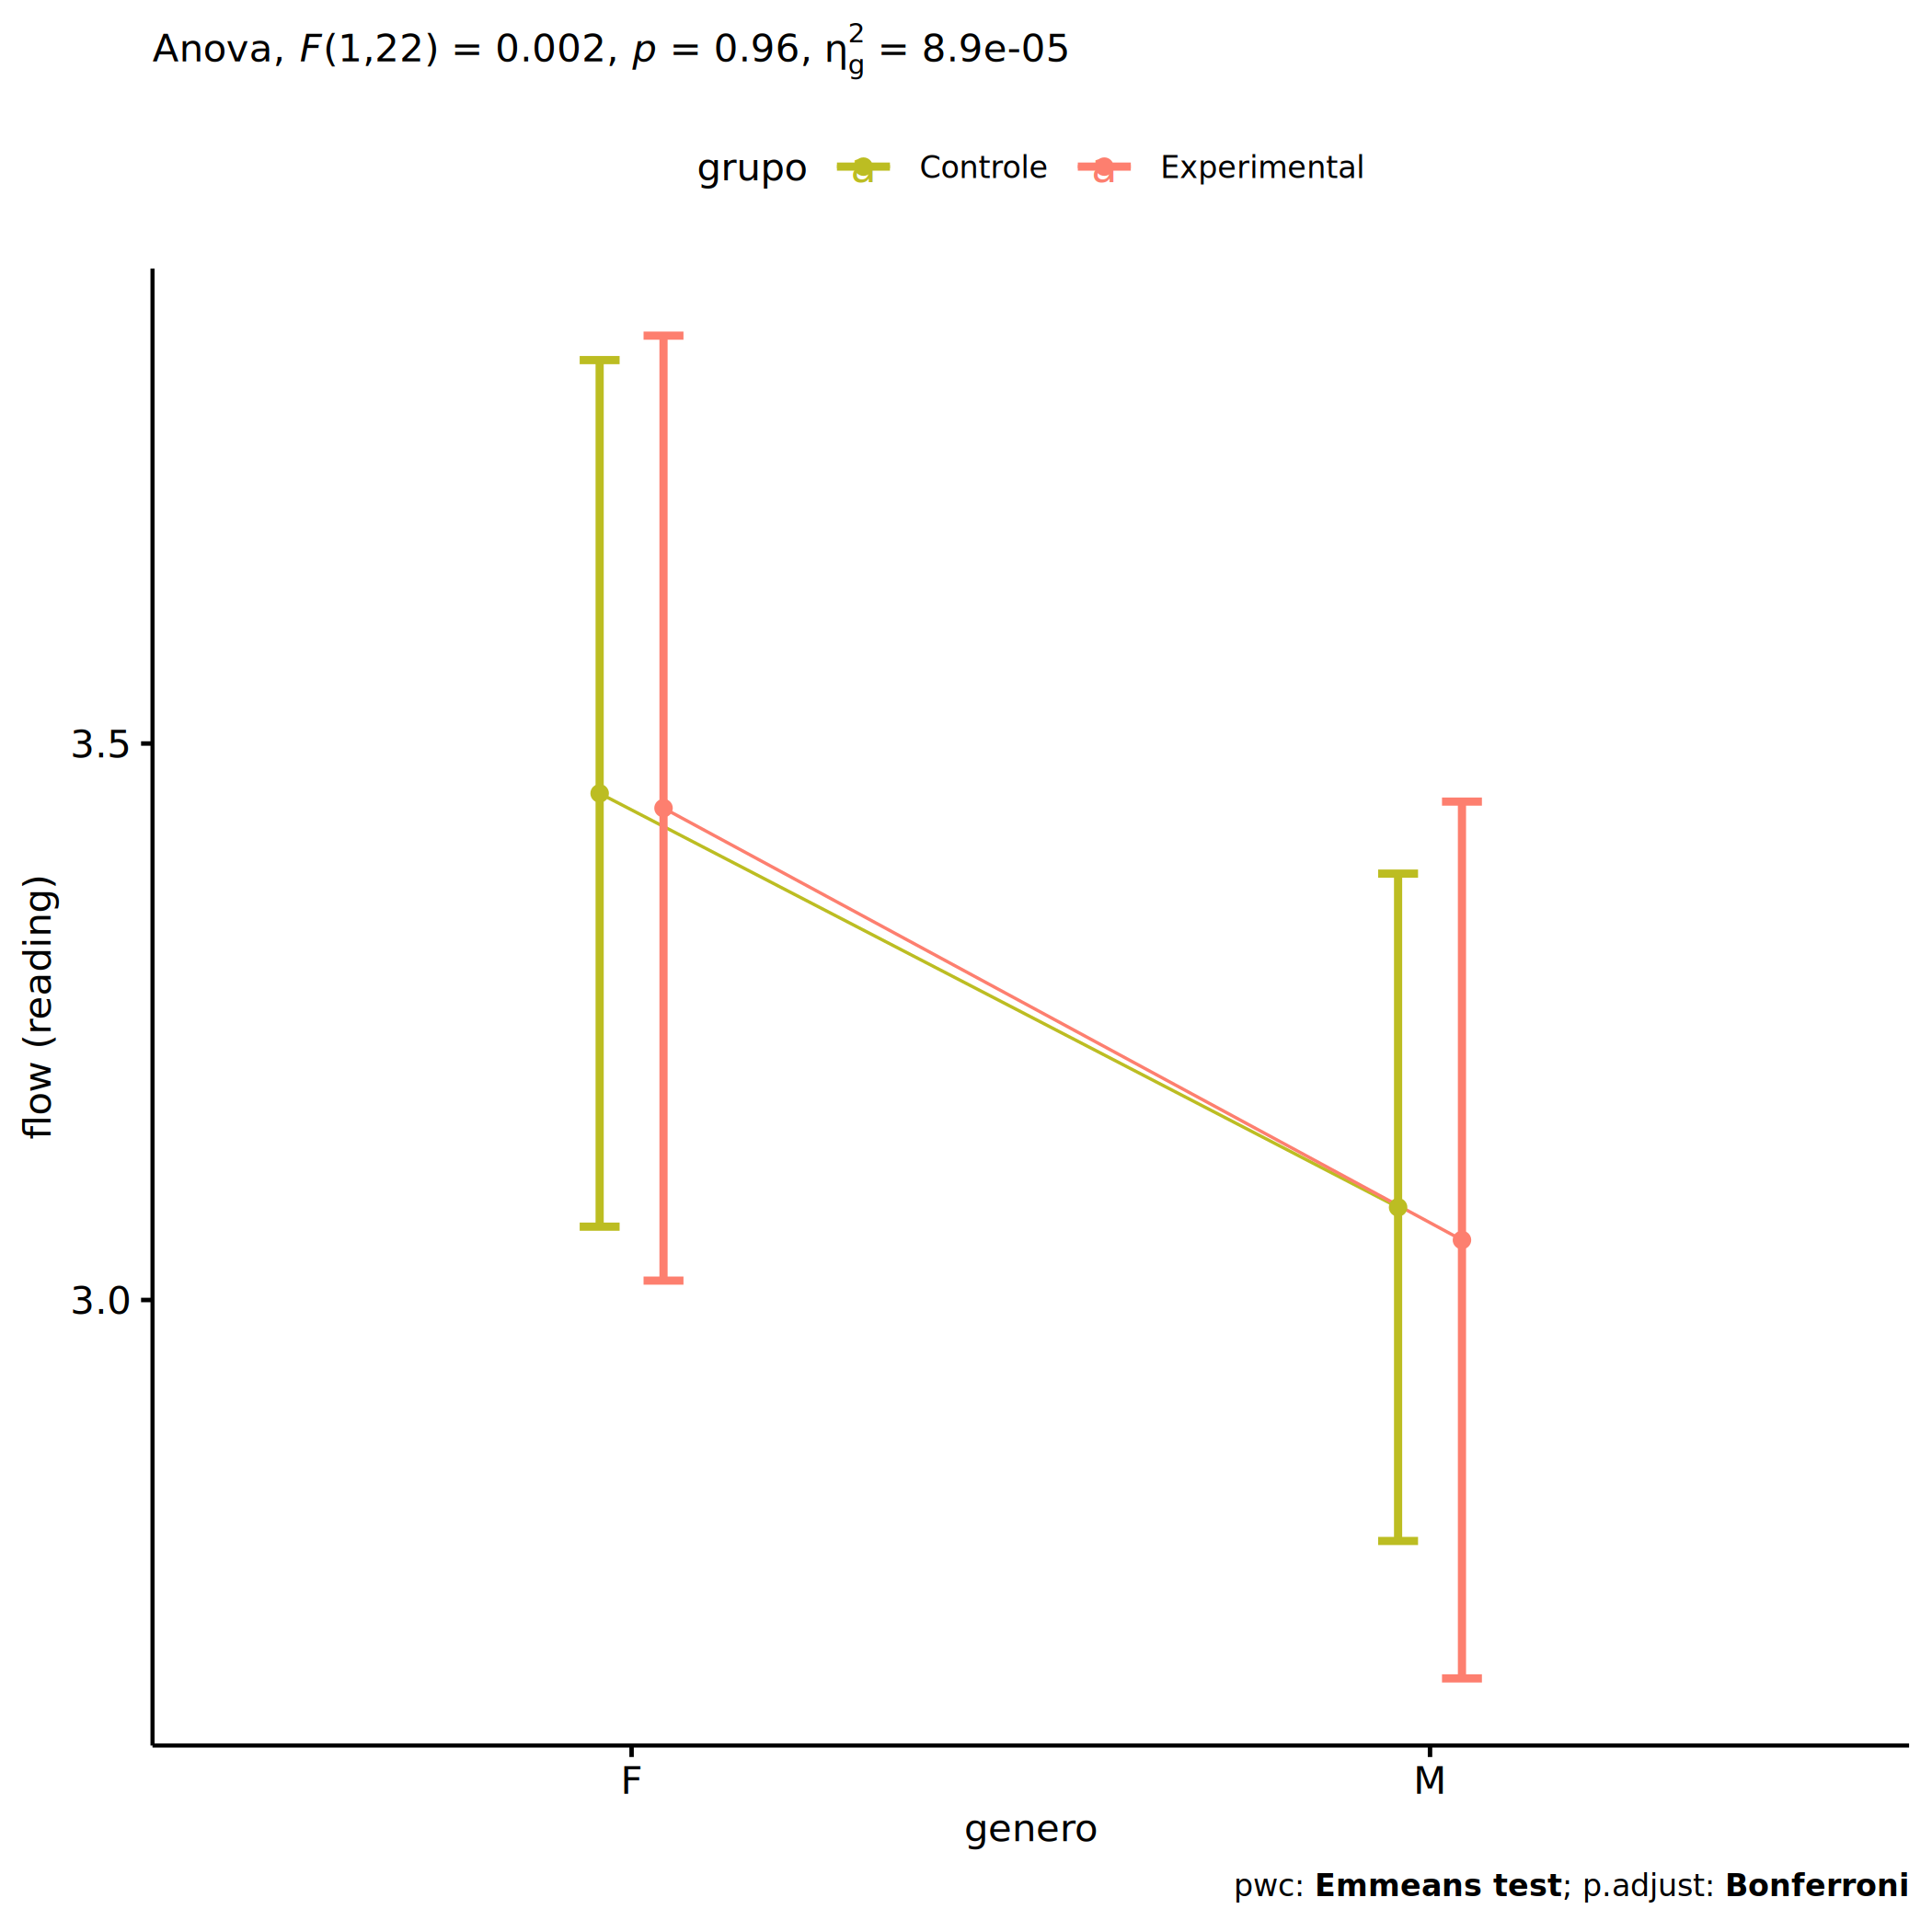 Anova, F(1,22) = 0.002, p = 0.96, η²g = 8.9e-05
grupo a Controle a Experimental
3.5
3.0
flow (reading)
F M
genero
pwc: Emmeans test; p.adjust: Bonferroni